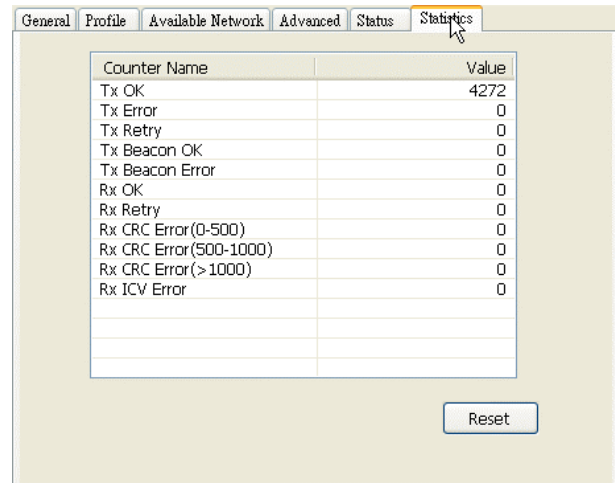 General Profile Available Network Advanced Status Statistics
Counter Name Value
Tx OK 4272
Tx Error 0
Tx Retry 0
Tx Beacon OK 0
Tx Beacon Error 0
Rx OK 0
Rx Retry 0
Rx CRC Error(0-500) 0
Rx CRC Error(500-1000) 0
Rx CRC Error(>1000) 0
Rx ICV Error 0
Reset